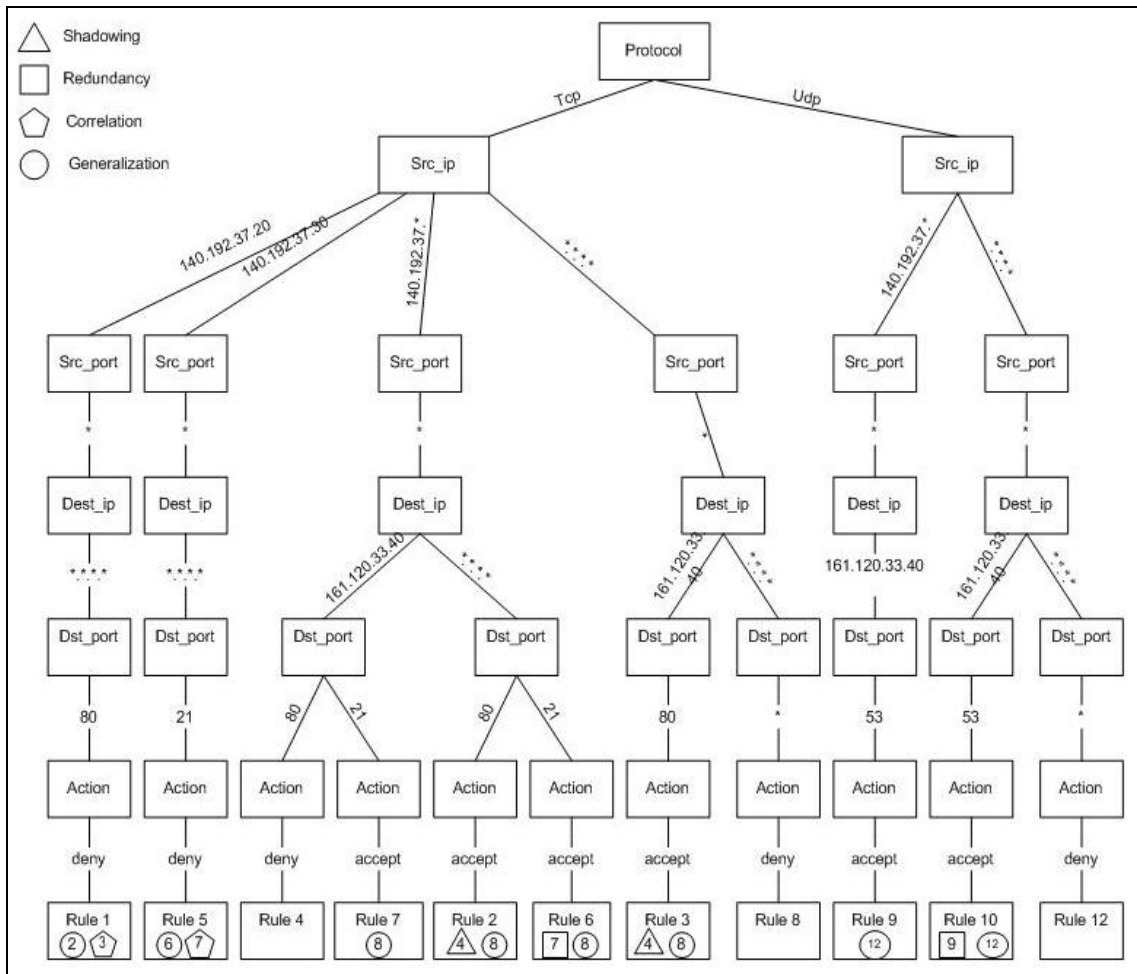 Shadowing
Redundancy
Correlation
Generalization
Protocol
Tcp
Udp
Src_ip
Src_ip
140.192.37.20
140.192.37.30
140.192.37.*
*.*.*.*
140.192.37.*
*.*.*.*
Src_port
Src_port
Src_port
Src_port
Src_port
Src_port
*
*
*
*
*
*
Dest_ip
Dest_ip
Dest_ip
Dest_ip
Dest_ip
Dest_ip
*.*.*.*
*.*.*.*
161.120.33.40
*.*.*.*
161.120.33.
40
*.*.*.*
161.120.33.40
161.120.33.
40
*.*.*.*
Dst_port
Dst_port
Dst_port
Dst_port
Dst_port
Dst_port
Dst_port
Dst_port
Dst_port
80
21
80
21
80
21
80
*
53
53
*
Action
Action
Action
Action
Action
Action
Action
Action
Action
Action
Action
deny
deny
deny
accept
accept
accept
accept
deny
accept
accept
deny
Rule 1
2 3
Rule 5
6 7
Rule 4
Rule 7
8
Rule 2
4 8
Rule 6
7 8
Rule 3
4 8
Rule 8
Rule 9
12
Rule 10
9 12
Rule 12